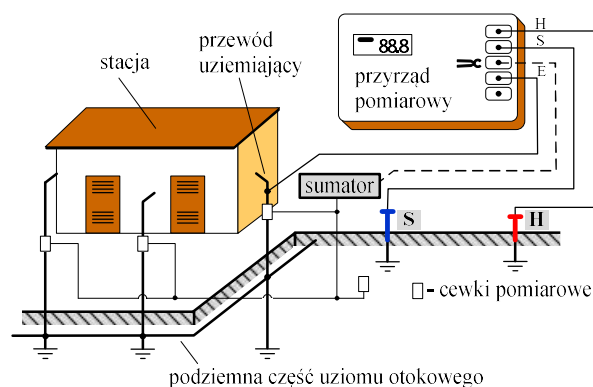 przewód
uziemiający
stacja
88.8
przyrząd
pomiarowy
H
S
E
sumator
S
H
- cewki pomiarowe
podziemna część uziomu otokowego